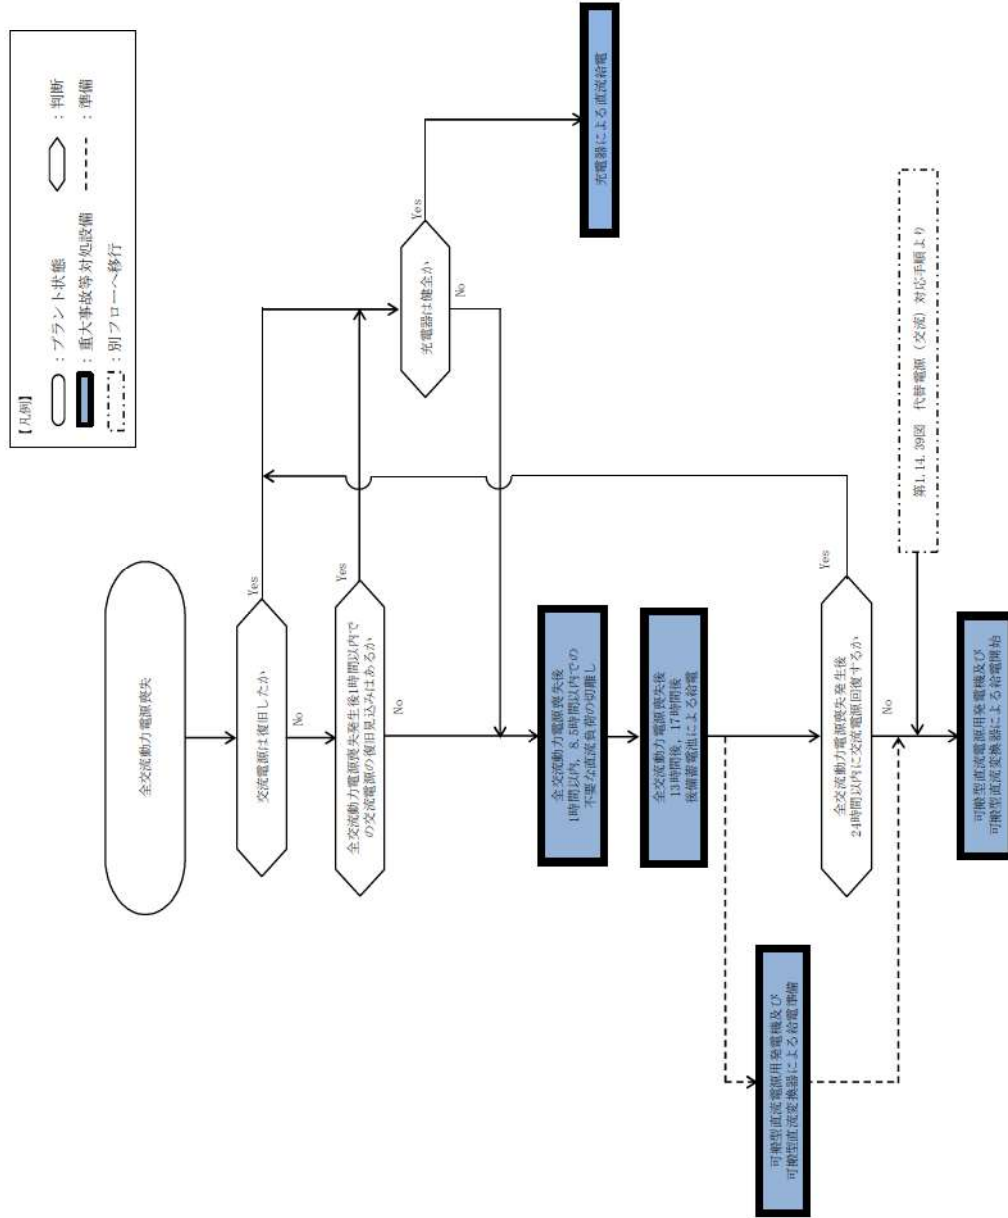 【凡例】
：プラント状態
：判断
：重大事故等対処設備
：準備
：別フローへ移行
全交流動力電源喪失
交流電源は復旧したか
Yes
No
全交流動力電源喪失発生後1時間以内で
の交流電源の復旧見込みはあるか
Yes
No
充電器は健全か
Yes
No
充電器による直流給電
全交流動力電源喪失後
1時間以内，8.5時間以内での
不要な直流負荷の切離し
全交流動力電源喪失後
13時間後，17時間後
後備蓄電池による給電
全交流動力電源喪失発生後
24時間以内に交流電源回復するか
Yes
No
可搬型直流電源用発電機及び
可搬型直流変換器による給電準備
第1.14.39図　代替電源（交流）対応手順より
可搬型直流電源用発電機及び
可搬型直流変換器による給電開始